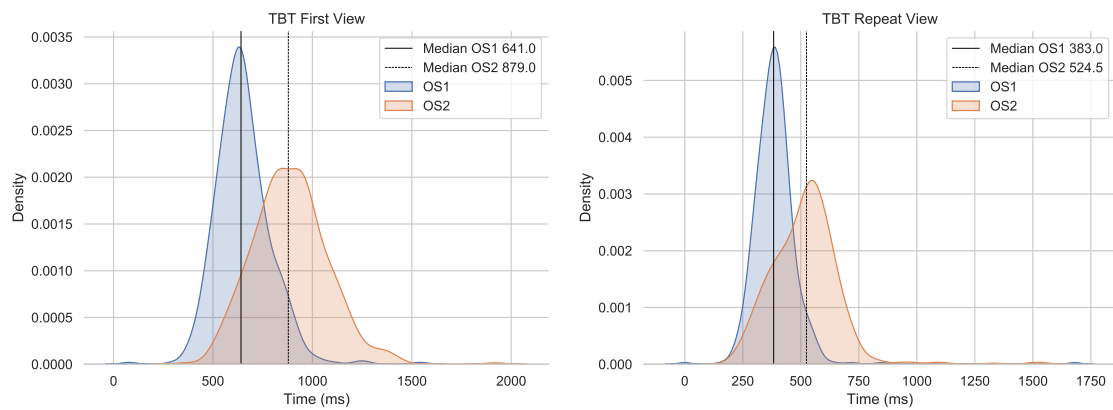 TBT First View
0.0035
0.0030
0.0025
0.0020
0.0015
0.0010
0.0005
0.0000
Density
0
500
1000
1500
2000
Time (ms)
Median OS1 641.0
Median OS2 879.0
OS1
OS2
TBT Repeat View
0.005
0.004
0.003
0.002
0.001
0.000
Density
0
250
500
750
1000
1250
1500
1750
Time (ms)
Median OS1 383.0
Median OS2 524.5
OS1
OS2